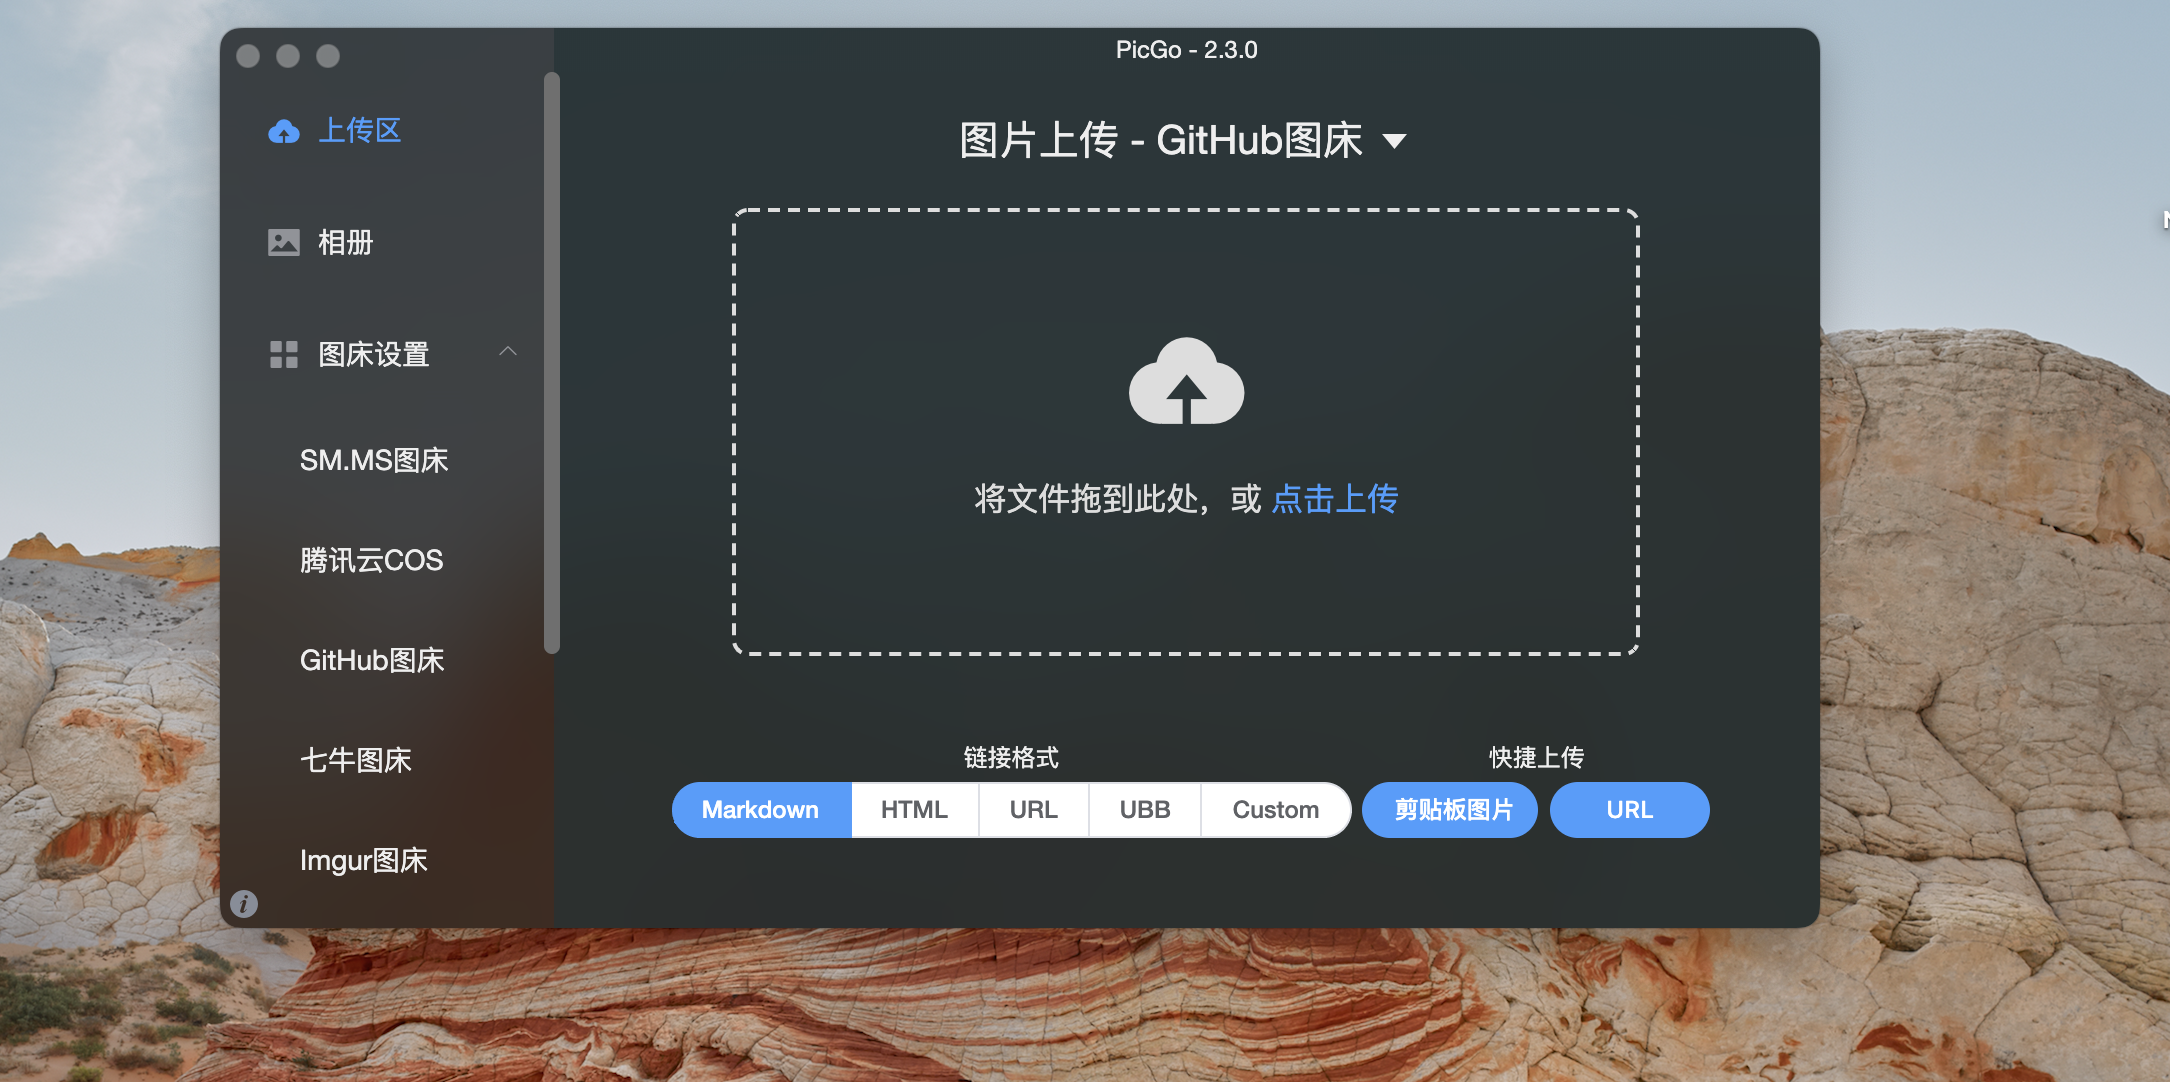 PicGo - 2.3.0
上传区
相册
图床设置
SM.MS图床
腾讯云COS
GitHub图床
七牛图床
Imgur图床
图片上传 - GitHub图床
将文件拖到此处，或 点击上传
链接格式
Markdown HTML URL UBB Custom
快捷上传
剪贴板图片 URL